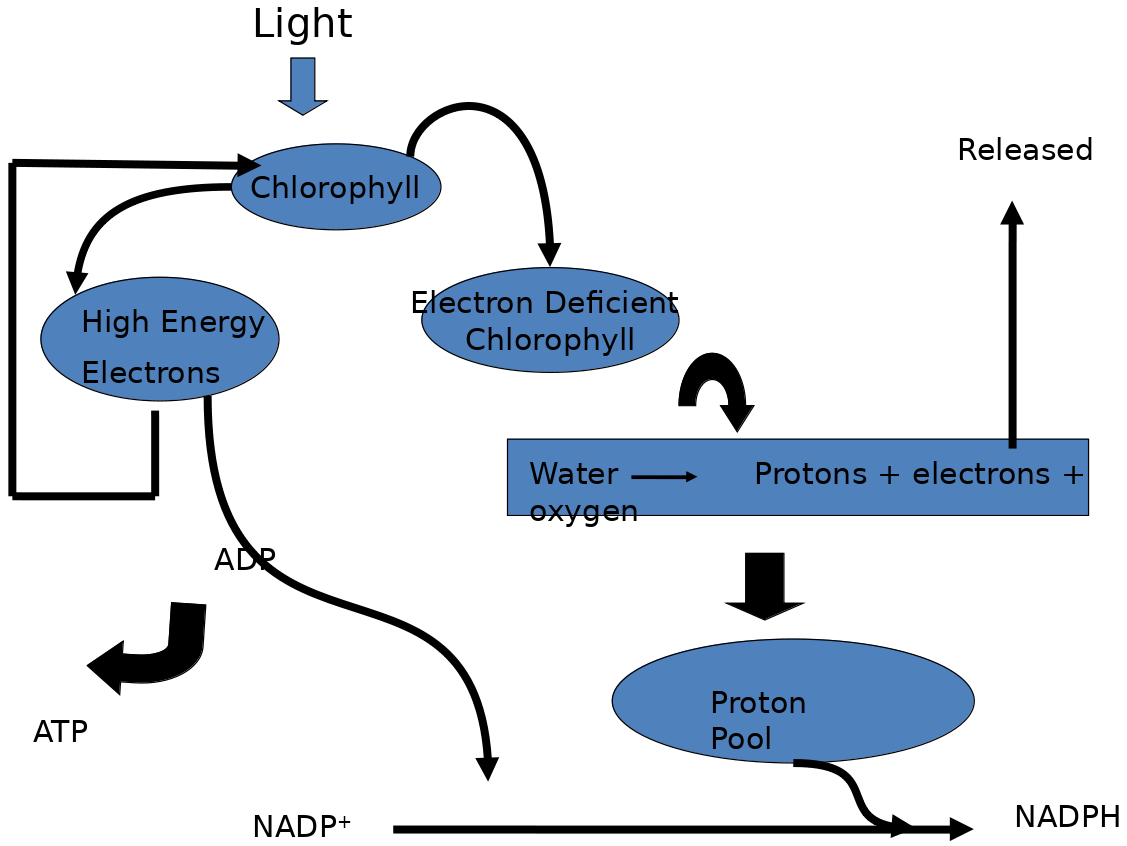 Light
Released
Chlorophyll
Electron Deficient
Chlorophyll
High Energy
Electrons
Water Protons + electrons +
oxygen
ADP
Proton
Pool
ATP
NADP⁺
NADPH